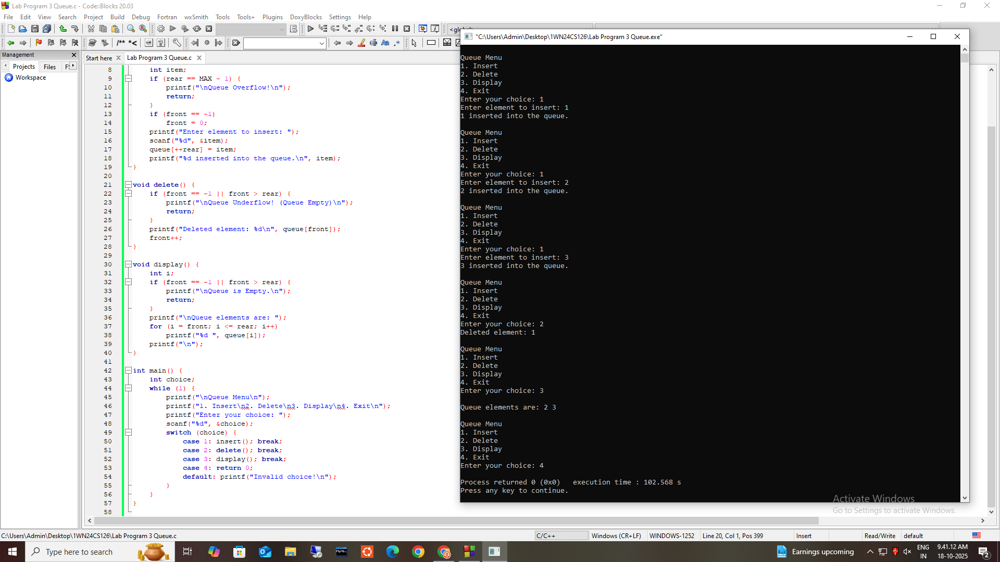 Lab Program 3 Queue.c - Code::Blocks 20.03
File Edit View Search Project Build Debug Fortran wxSmith Tools Tools+ Plugins DoxyBlocks Settings Help
<global>
/** *<
Management
Projects Files
Workspace
Start here Lab Program 3 Queue.c
8 int item;
9 if (rear == MAX - 1) {
10 printf("\nQueue Overflow!\n");
11 return;
12 }
13 if (front == -1)
14 front = 0;
15 printf("Enter element to insert: ");
16 scanf("%d", &item);
17 queue[++rear] = item;
18 printf("%d inserted into the queue.\n", item);
19 }
20
21 void delete() {
22 if (front == -1 || front > rear) {
23 printf("\nQueue Underflow! (Queue Empty)\n");
24 return;
25 }
26 printf("Deleted element: %d\n", queue[front]);
27 front++;
28 }
29
30 void display() {
31 int i;
32 if (front == -1 || front > rear) {
33 printf("\nQueue is Empty.\n");
34 return;
35 }
36 printf("\nQueue elements are: ");
37 for (i = front; i <= rear; i++)
38 printf("%d ", queue[i]);
39 printf("\n");
40 }
41
42 int main() {
43 int choice;
44 while (1) {
45 printf("\nQueue Menu\n");
46 printf("1. Insert\n2. Delete\n3. Display\n4. Exit\n");
47 printf("Enter your choice: ");
48 scanf("%d", &choice);
49 switch (choice) {
50 case 1: insert(); break;
51 case 2: delete(); break;
52 case 3: display(); break;
53 case 4: return 0;
54 default: printf("Invalid choice!\n");
55 }
56 }
57 }
58
"C:\Users\Admin\Desktop\1WN24CS126\Lab Program 3 Queue.exe"
Queue Menu
1. Insert
2. Delete
3. Display
4. Exit
Enter your choice: 1
Enter element to insert: 1
1 inserted into the queue.
Queue Menu
1. Insert
2. Delete
3. Display
4. Exit
Enter your choice: 1
Enter element to insert: 2
2 inserted into the queue.
Queue Menu
1. Insert
2. Delete
3. Display
4. Exit
Enter your choice: 1
Enter element to insert: 3
3 inserted into the queue.
Queue Menu
1. Insert
2. Delete
3. Display
4. Exit
Enter your choice: 2
Deleted element: 1
Queue Menu
1. Insert
2. Delete
3. Display
4. Exit
Enter your choice: 3
Queue elements are: 2 3
Queue Menu
1. Insert
2. Delete
3. Display
4. Exit
Enter your choice: 4
Process returned 0 (0x0)   execution time : 102.568 s
Press any key to continue.
Activate Windows
Go to Settings to activate Windows.
C:\Users\Admin\Desktop\1WN24CS126\Lab Program 3 Queue.c C/C++ Windows (CR+LF) WINDOWS-1252 Line 20, Col 1, Pos 399 Insert Read/Write default
Type here to search
Earnings upcoming
ENG
IN
9.41.12 AM
18-10-2025
2